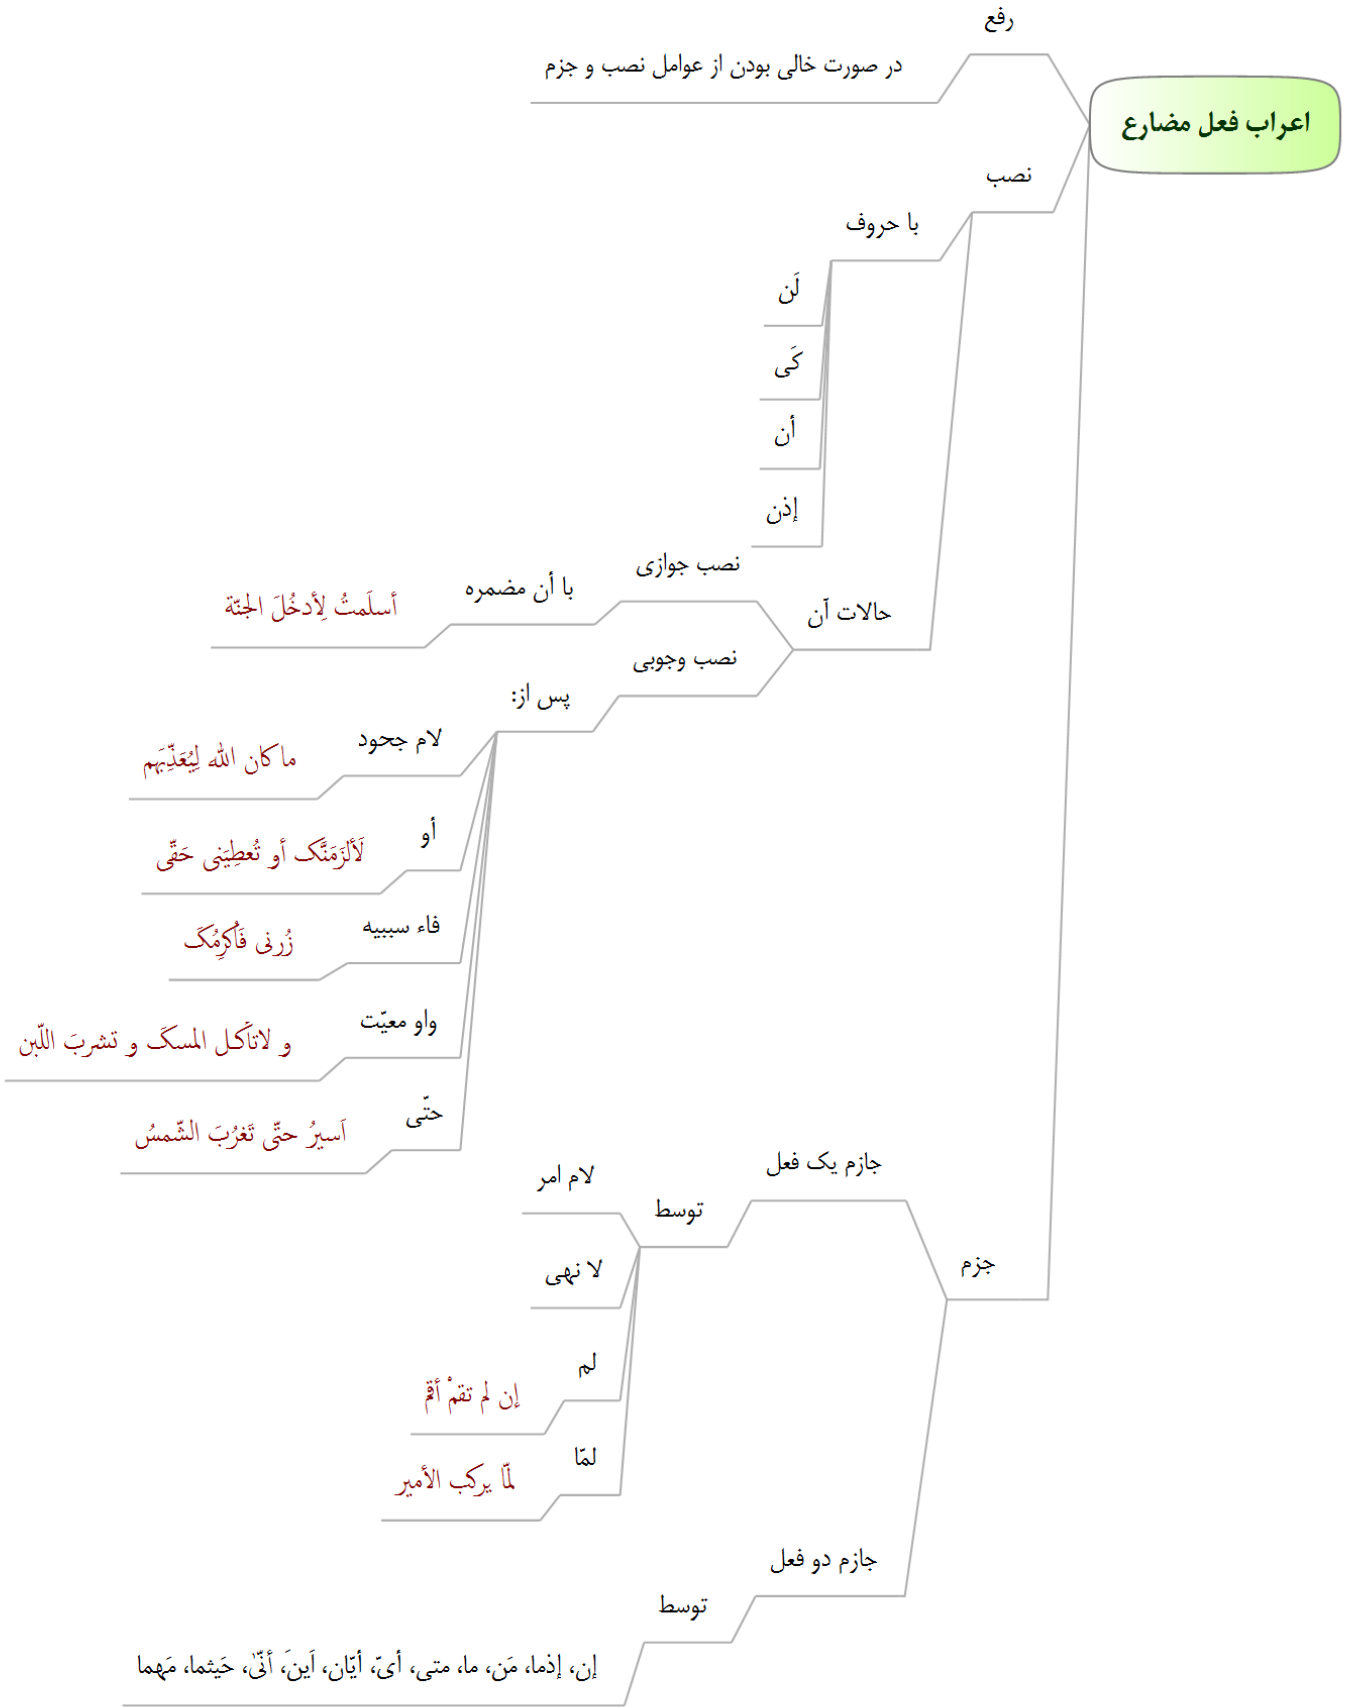 اعراب فعل مضارع
رفع
در صورت خالی بودن از عوامل نصب و جزم
نصب
با حروف
لَن
کَی
أن
إذن
حالات آن
نصب جوازی
با أن مضمره
أسلَمتُ لِأدخُلَ الجنّة
نصب وجوبی
پس از:
لام جحود
ما کان الله لِیُعَذِّبَهَم
أو
لَألزَمَنَّک أو تُعطِیَنی حَقّی
فاء سببیه
زُرنی فَاُکرِمُکَ
واو معیّت
و لاتأکل المسکَ و تشربَ اللّبن
حتّی
اَسیرُ حتّی تَغرُبَ الشّمسُ
جزم
جازم یک فعل
توسط
لام امر
لا نهی
لم
إن لم تقمْ أقم
لمّا
لمّا یرکب الأمیر
جازم دو فعل
توسط
إن، إذما، مَن، ما، متی، أیّ، أیّان، اَینَ، أنّیٰ، حَیثما، مَهما